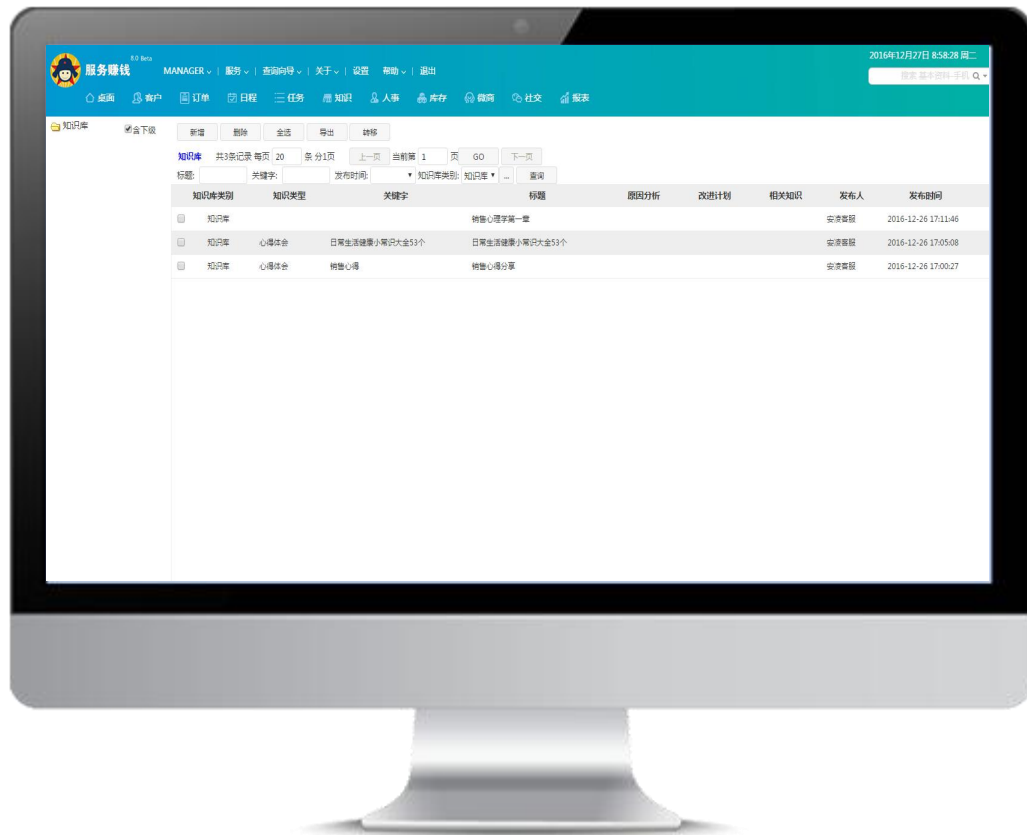 8.0 Beta
服务赚钱
MANAGER | 服务 | 查询向导 | 关于 | 设置 帮助 | 退出
2016年12月27日 8:58:28 周二
搜索 基本资料-手机
桌面 客户 订单 日程 任务 知识 人事 库存 微商 社交 报表
知识库 含下级
新增 删除 全选 导出 转移
知识库 共3条记录 每页 20 条 分1页 上一页 当前第 1 页 GO 下一页
标题: 关键字: 发布时间: 知识库类别: 知识库 ... 查询
知识库类别 知识类型 关键字 标题 原因分析 改进计划 相关知识 发布人 发布时间
知识库 销售心理学第一章 安凌客服 2016-12-26 17:11:46
知识库 心得体会 日常生活健康小常识大全53个 日常生活健康小常识大全53个 安凌客服 2016-12-26 17:05:08
知识库 心得体会 销售心得 销售心得分享 安凌客服 2016-12-26 17:00:27